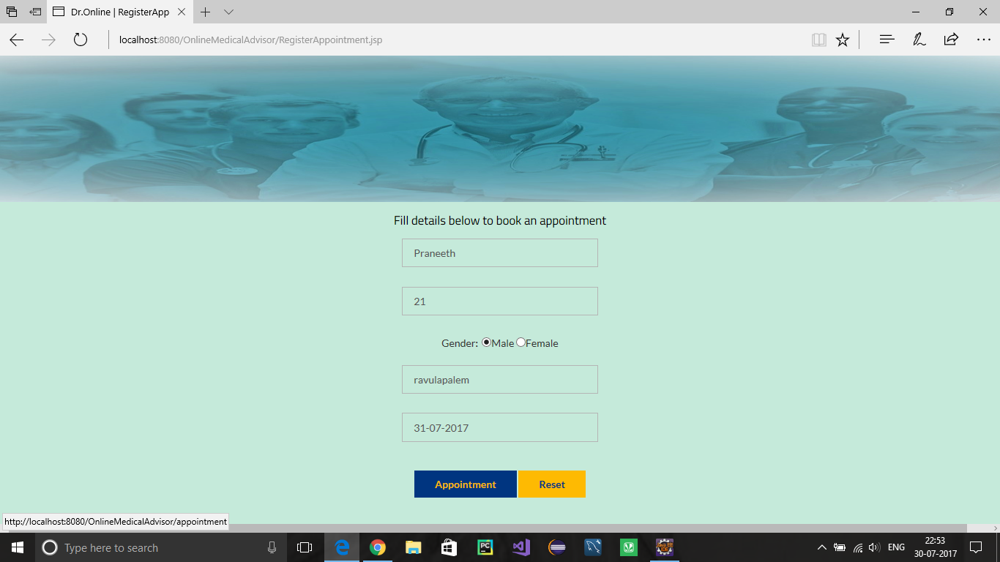 Dr.Online | RegisterApp
localhost:8080/OnlineMedicalAdvisor/RegisterAppointment.jsp
Fill details below to book an appointment
Praneeth
21
Gender: Male Female
ravulapalem
31-07-2017
Appointment Reset
http://localhost:8080/OnlineMedicalAdvisor/appointment
Type here to search
PC
ENG
22:53
30-07-2017